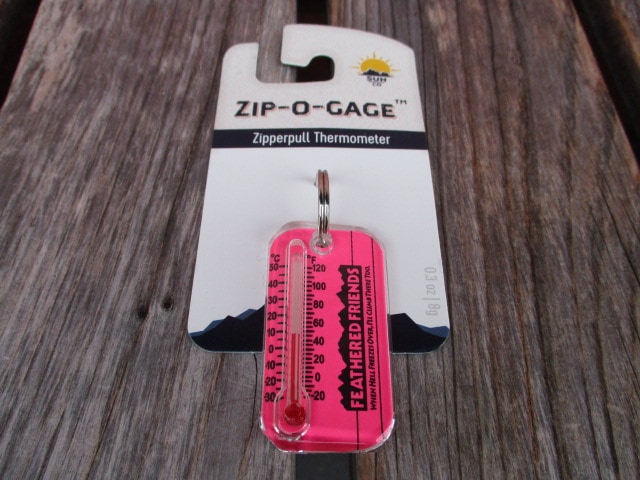 SUN
CO
ZIP-O-GAGE™
Zipperpull Thermometer
0.3 oz | 8g
°C °F
50 120
40 100
30 80
20 60
10 40
0 20
10 0
20 -20
30
FEATHERED FRIENDS
WHEN HELL FREEZES OVER, I'LL CLIMB THERE TOO.